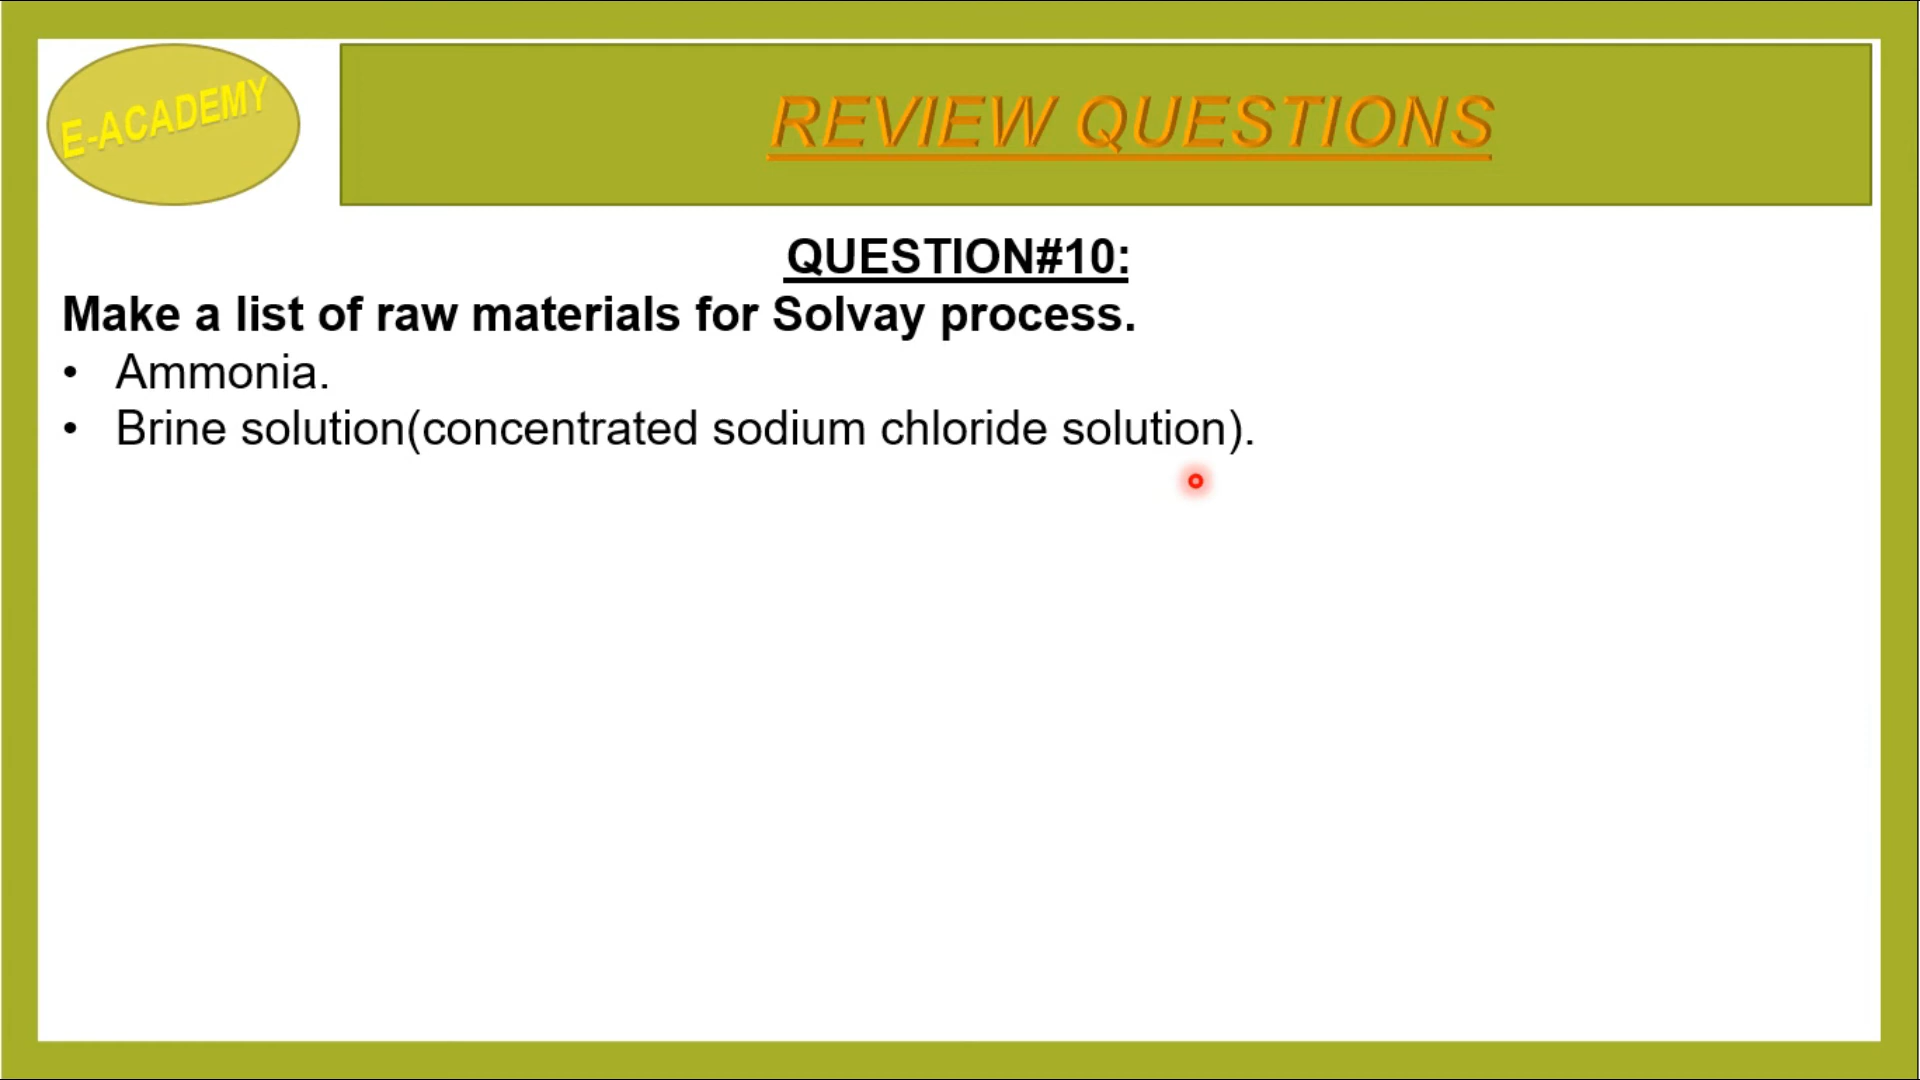 E-ACADEMY
REVIEW QUESTIONS
QUESTION#10:
Make a list of raw materials for Solvay process.
• Ammonia.
• Brine solution(concentrated sodium chloride solution).